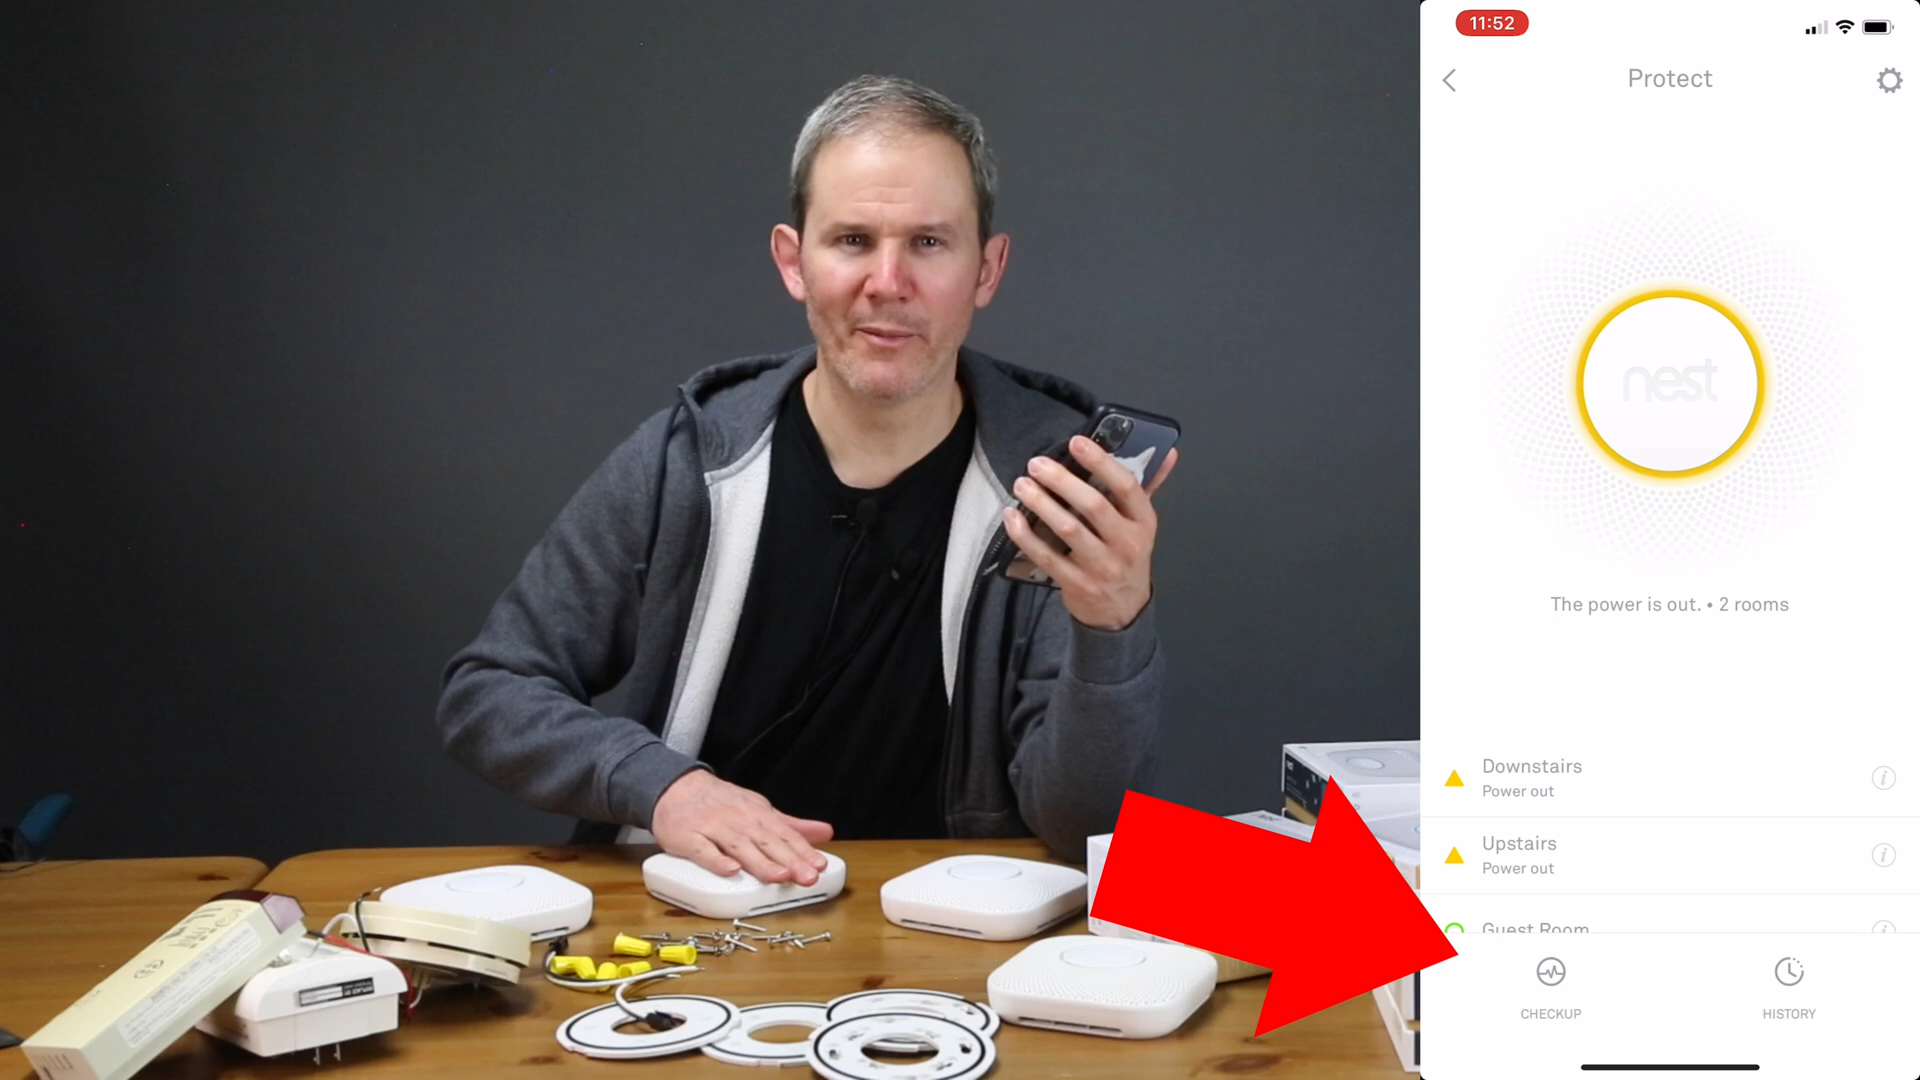 11:52
Protect
nest
The power is out. • 2 rooms
Downstairs
Power out
Upstairs
Power out
Guest Room
CHECKUP
HISTORY